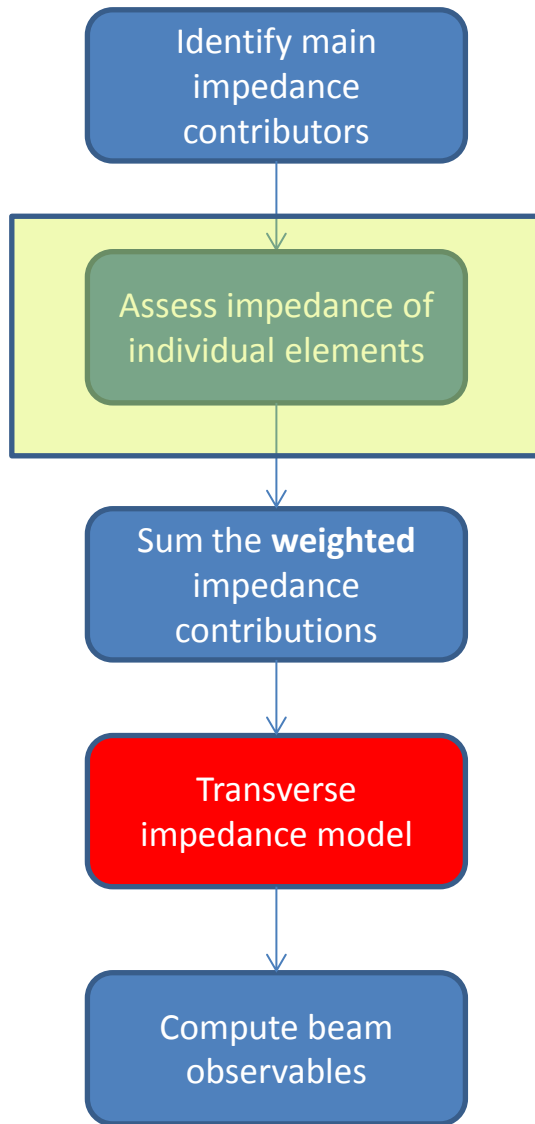 Identify main
impedance
contributors
Assess impedance of
individual elements
Sum the weighted
impedance
contributions
Transverse
impedance model
Compute beam
observables